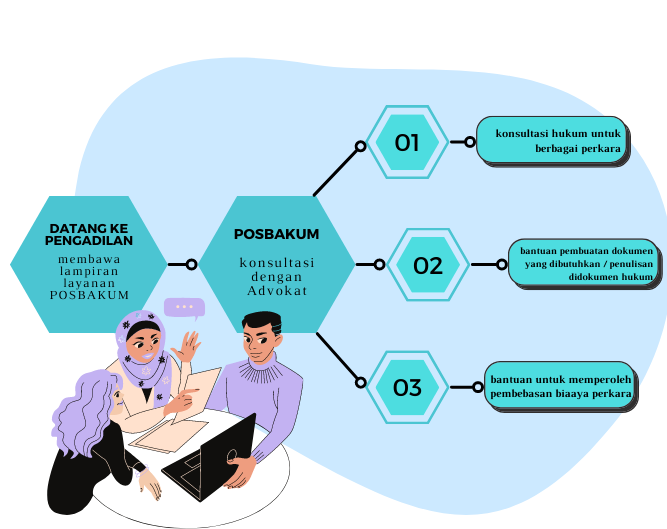 DATANG KE
PENGADILAN
membawa
lampiran
layanan
POSBAKUM
POSBAKUM
konsultasi
dengan
Advokat
01
konsultasi hukum untuk
berbagai perkara
02
bantuan pembuatan dokumen
yang dibutuhkan / penulisan
didokumen hukum
03
bantuan untuk memperoleh
pembebasan biaaya perkara